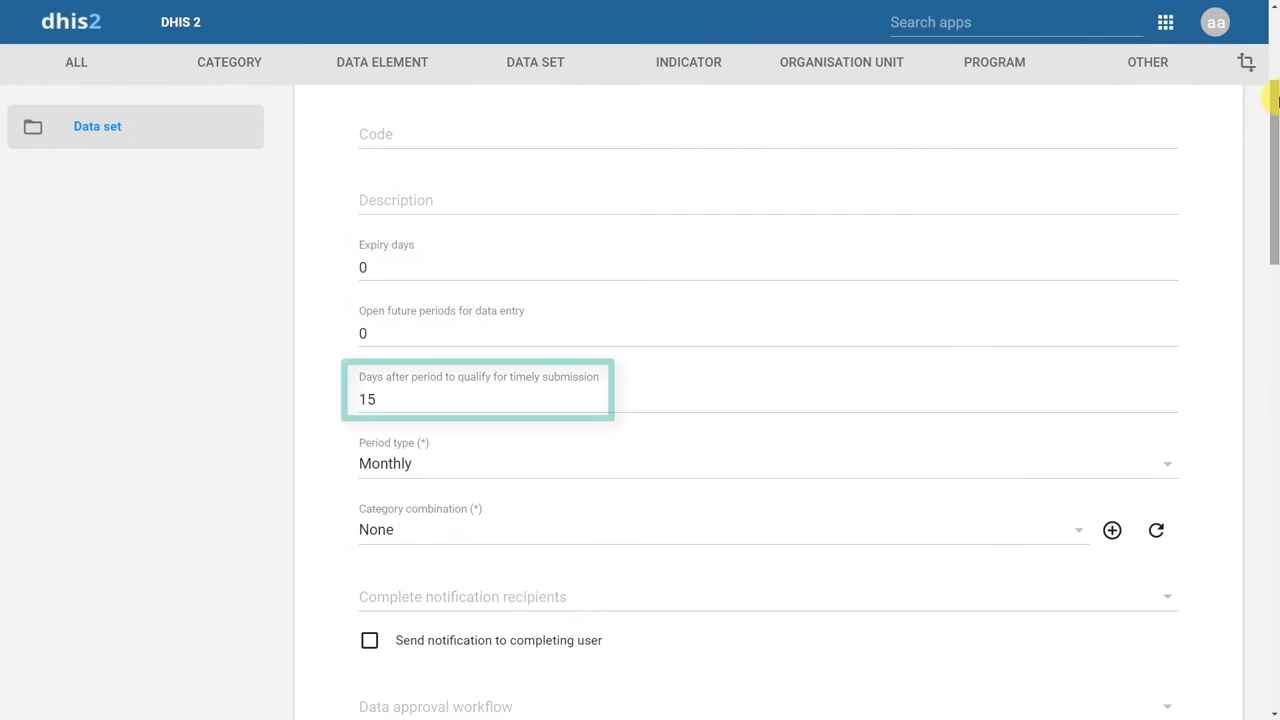 dhis2
DHIS 2
Search apps
aa
ALL
CATEGORY
DATA ELEMENT
DATA SET
INDICATOR
ORGANISATION UNIT
PROGRAM
OTHER
Data set
Code
Description
Expiry days
0
Open future periods for data entry
0
Days after period to qualify for timely submission
15
Period type (*)
Monthly
Category combination (*)
None
Complete notification recipients
Send notification to completing user
Data approval workflow